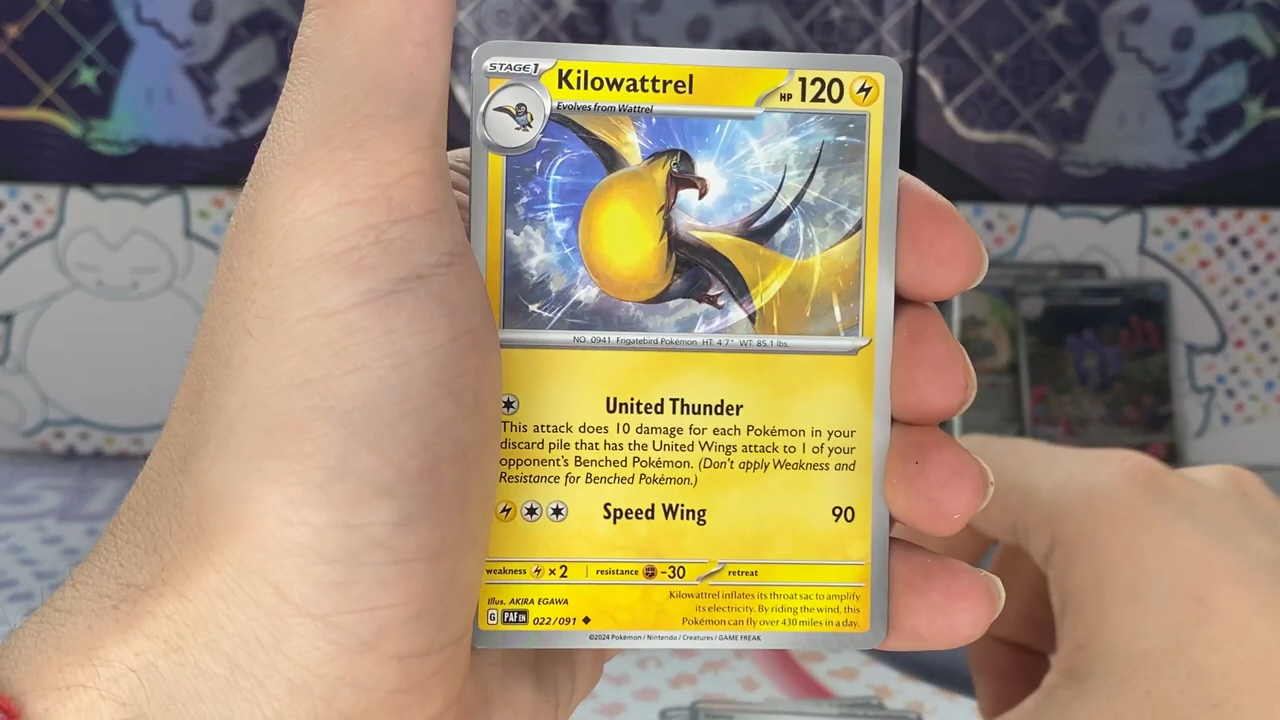 STAGE 1
Kilowattrel
HP 120
Evolves from Wattrel
NO. 0941 Frigatebird Pokémon HT: 4'7" WT: 85.1 lbs.
United Thunder
This attack does 10 damage for each Pokémon in your
discard pile that has the United Wings attack to 1 of your
opponent's Benched Pokémon. (Don't apply Weakness and
Resistance for Benched Pokémon.)
Speed Wing 90
weakness ×2 resistance -30 retreat
Illus. AKIRA EGAWA
G PAF EN 022/091
Kilowattrel inflates its throat sac to amplify
its electricity. By riding the wind, this
Pokémon can fly over 430 miles in a day.
©2024 Pokémon / Nintendo / Creatures / GAME FREAK